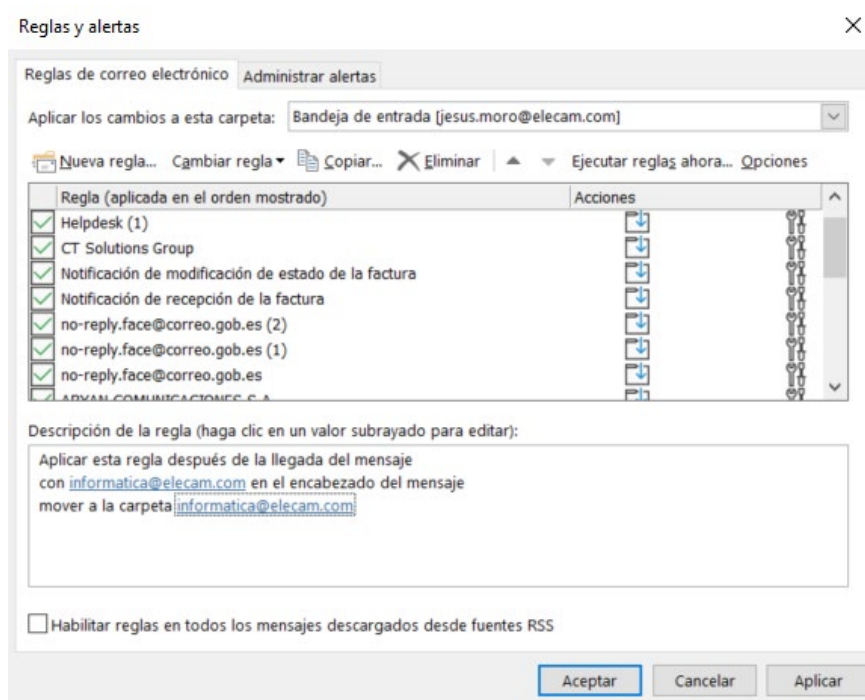 Reglas y alertas
Reglas de correo electrónico Administrar alertas
Aplicar los cambios a esta carpeta: Bandeja de entrada [jesus.moro@elecam.com]
Nueva regla... Cambiar regla Copiar... Eliminar Ejecutar reglas ahora... Opciones
Regla (aplicada en el orden mostrado) Acciones
Helpdesk (1)
CT Solutions Group
Notificación de modificación de estado de la factura
Notificación de recepción de la factura
no-reply.face@correo.gob.es (2)
no-reply.face@correo.gob.es (1)
no-reply.face@correo.gob.es
COMUNICACIONES S.A
Descripción de la regla (haga clic en un valor subrayado para editar):
Aplicar esta regla después de la llegada del mensaje
con informatica@elecam.com en el encabezado del mensaje
mover a la carpeta informatica@elecam.com
Habilitar reglas en todos los mensajes descargados desde fuentes RSS
Aceptar Cancelar Aplicar